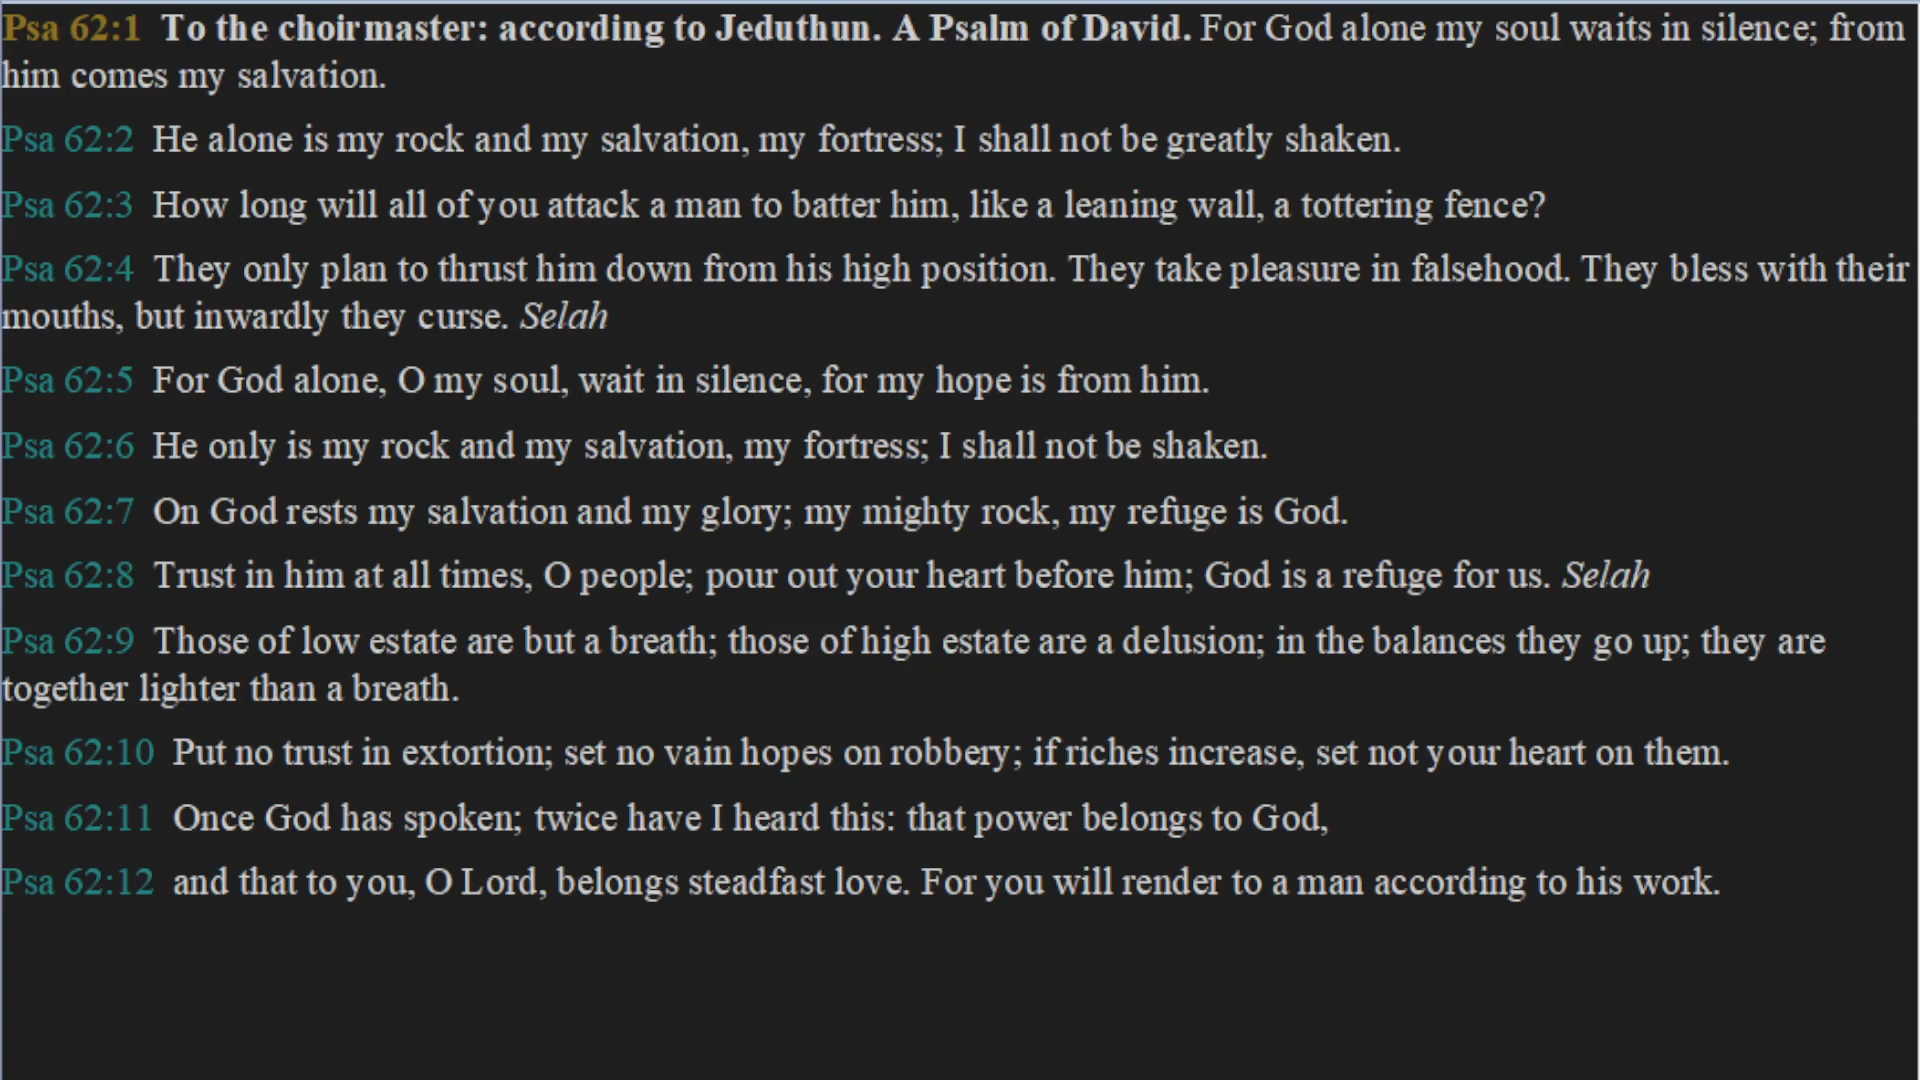 Psa 62:1 To the choirmaster: according to Jeduthun. A Psalm of David. For God alone my soul waits in silence; from
him comes my salvation.
Psa 62:2 He alone is my rock and my salvation, my fortress; I shall not be greatly shaken.
Psa 62:3 How long will all of you attack a man to batter him, like a leaning wall, a tottering fence?
Psa 62:4 They only plan to thrust him down from his high position. They take pleasure in falsehood. They bless with their
mouths, but inwardly they curse. Selah
Psa 62:5 For God alone, O my soul, wait in silence, for my hope is from him.
Psa 62:6 He only is my rock and my salvation, my fortress; I shall not be shaken.
Psa 62:7 On God rests my salvation and my glory; my mighty rock, my refuge is God.
Psa 62:8 Trust in him at all times, O people; pour out your heart before him; God is a refuge for us. Selah
Psa 62:9 Those of low estate are but a breath; those of high estate are a delusion; in the balances they go up; they are
together lighter than a breath.
Psa 62:10 Put no trust in extortion; set no vain hopes on robbery; if riches increase, set not your heart on them.
Psa 62:11 Once God has spoken; twice have I heard this: that power belongs to God,
Psa 62:12 and that to you, O Lord, belongs steadfast love. For you will render to a man according to his work.